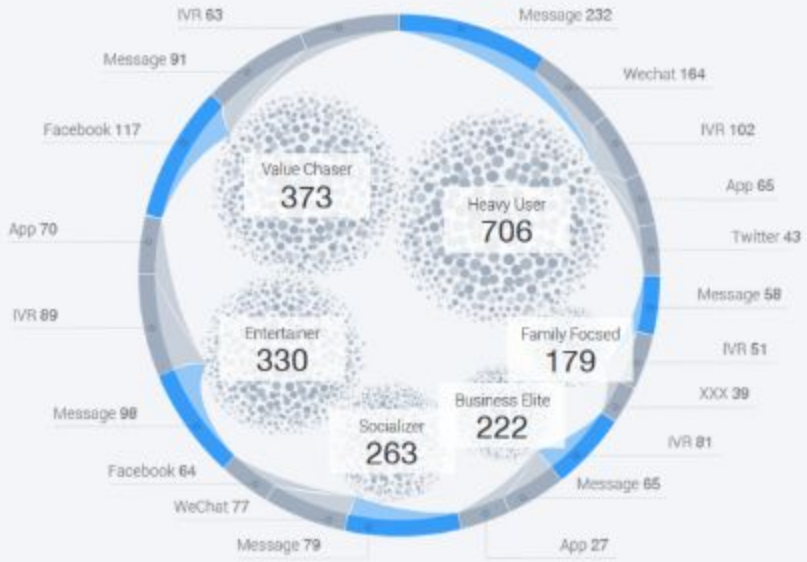 IVR 63
Message 232
Message 91
Wechat 164
Facebook 117
IVR 102
Value Chaser
373
App 65
Heavy User
706
App 70
Twitter 43
Message 58
IVR 89
Entertainer
330
Family Focsed
179
IVR 51
XXX 39
Business Elite
222
Message 98
Socializer
263
IVR 81
Facebook 64
Message 65
WeChat 77
Message 79
App 27